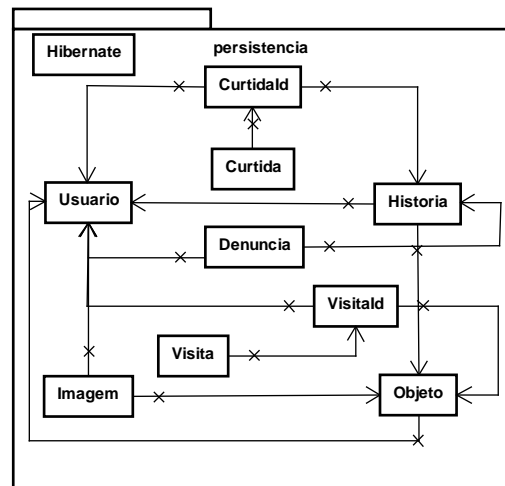 Hibernate
persistencia
CurtidaId
Curtida
Usuario
Historia
Denuncia
VisitaId
Visita
Imagem
Objeto